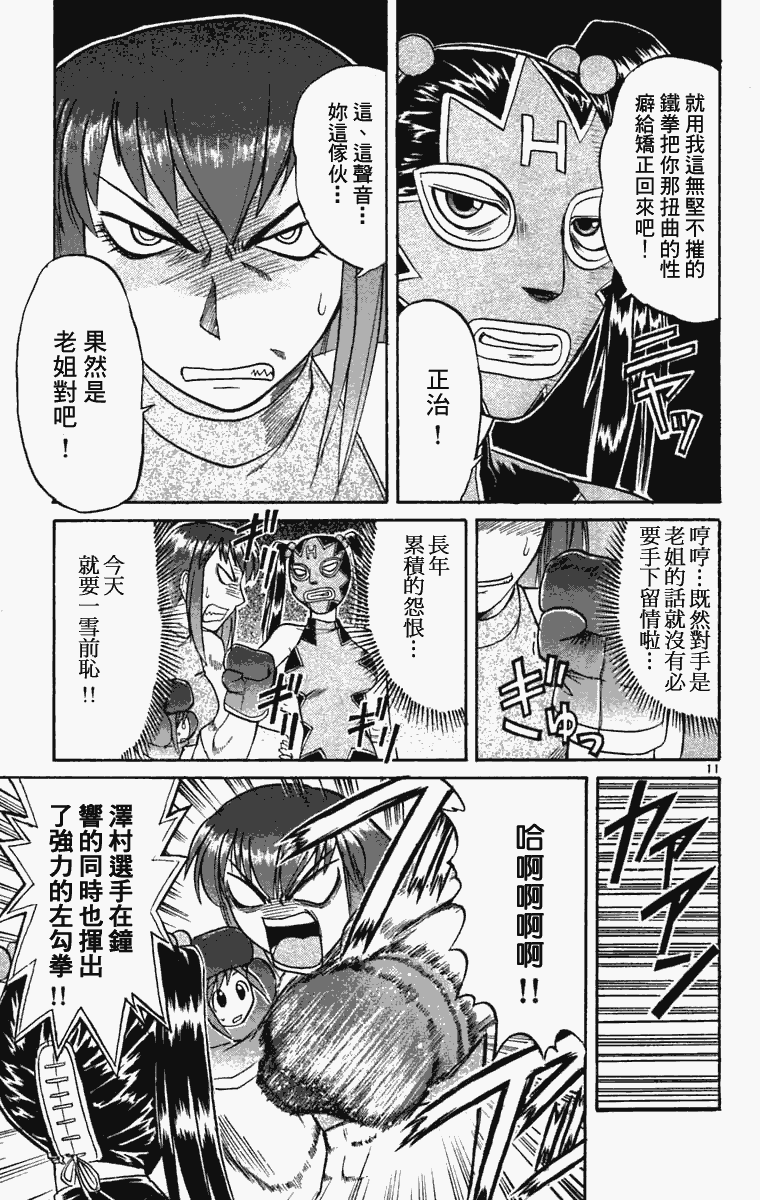 就用我這無堅不摧的
鐵拳把你那扭曲的性
癖給矯正回來吧！
正治！
ニヤッ
這、這聲音…
妳這傢伙…
果然是
老姐對吧！
哼哼…既然對手是
老姐的話就沒有必
要手下留情啦…
ギゅっ
長年
累積的怨恨…
ギギ
今天
就要一雪前恥!!
11
カアアン
哈啊啊啊啊!!
澤村選手在鐘
響的同時也揮出
了強力的左勾拳!!
H
H